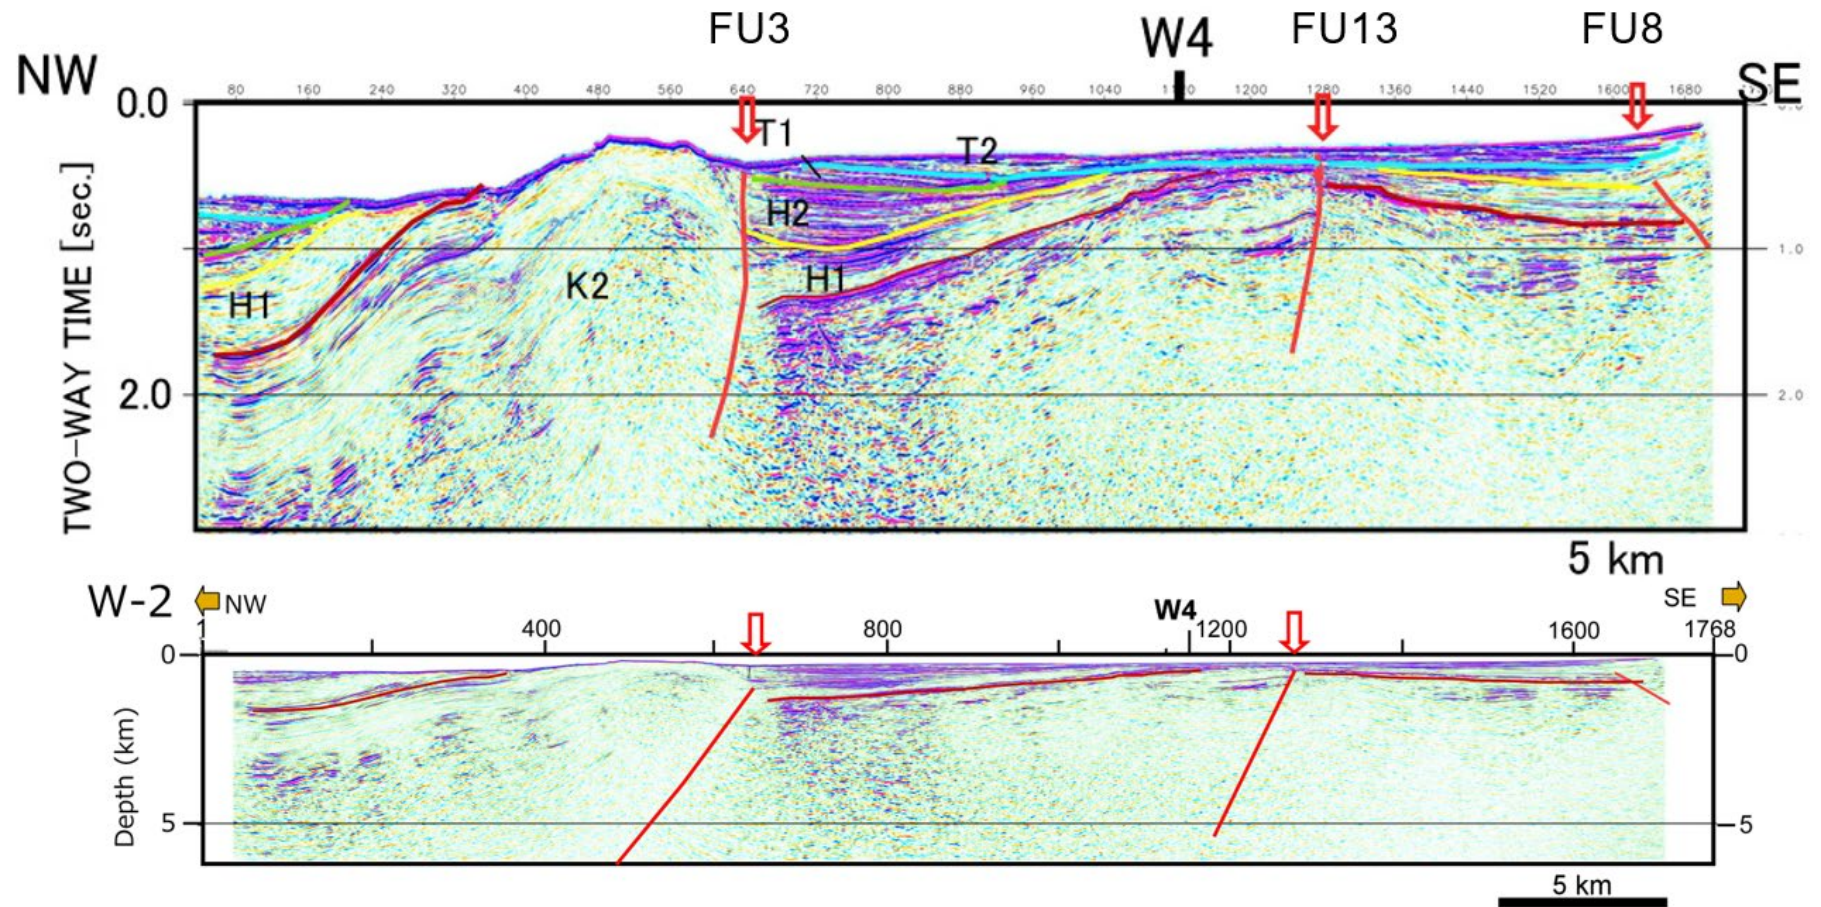 FU3 W4 FU13 FU8
NW SE
80 160 240 320 400 480 560 640 720 800 880 960 1040 1200 1280 1360 1440 1520 1600 1680
0.0
T1 T2
H2
1.0
H1 K2 H1
2.0 2.0
TWO-WAY TIME [sec.]
5 km
W-2 NW W4 SE
1 400 800 1200 1600 1768
0 0
Depth (km)
5 5
5 km